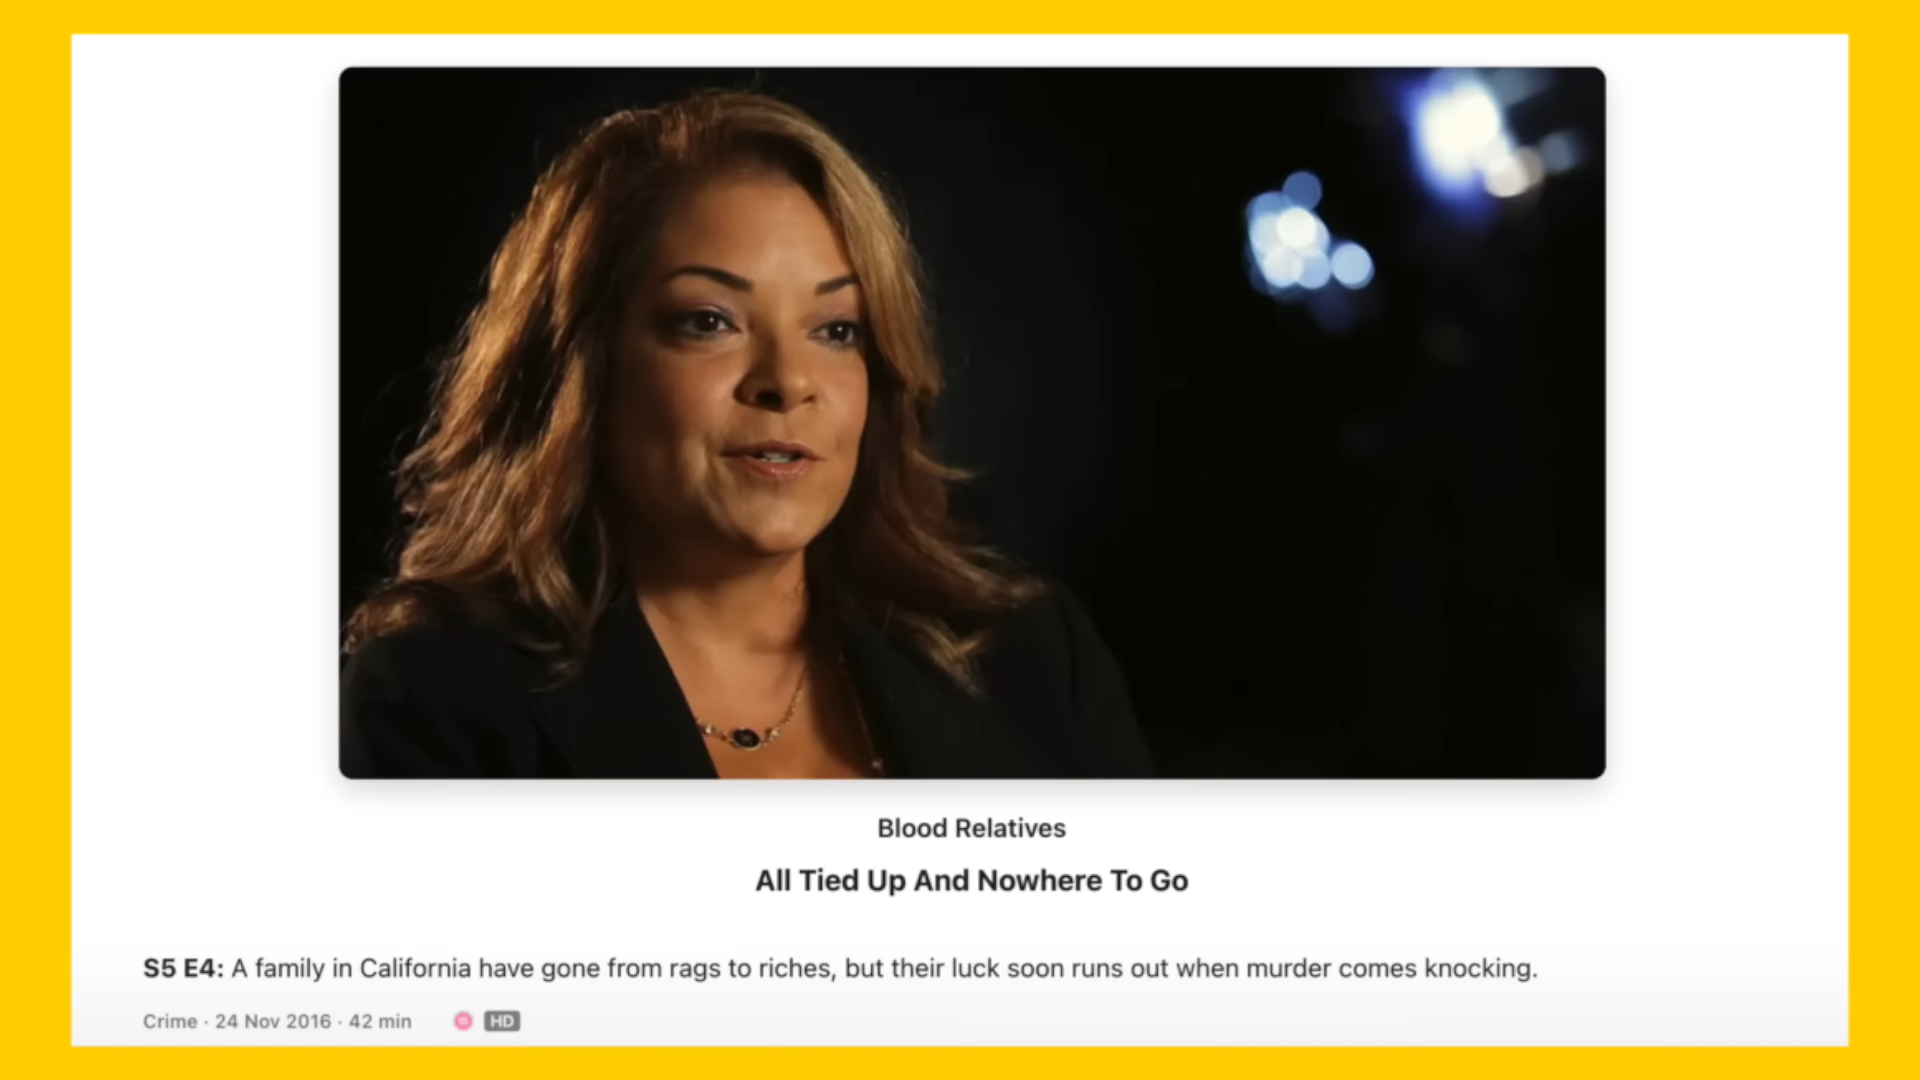 Blood Relatives
All Tied Up And Nowhere To Go
S5 E4: A family in California have gone from rags to riches, but their luck soon runs out when murder comes knocking.
Crime · 24 Nov 2016 · 42 min HD